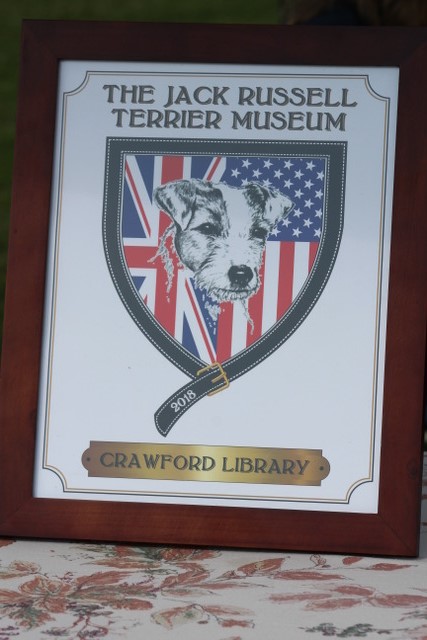 THE JACK RUSSELL
TERRIER MUSEUM
2018
CRAWFORD LIBRARY